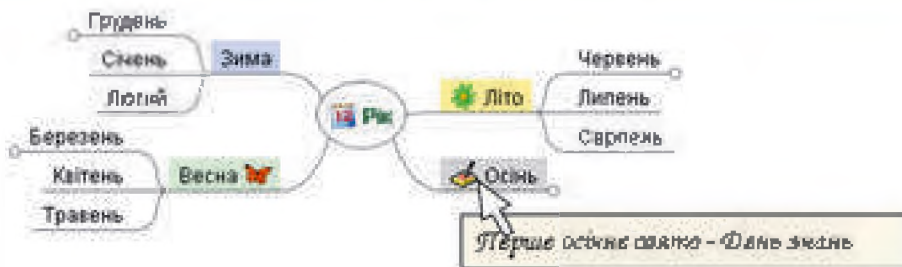 Грудень
Січень
Лютий
Зима
Березень
Квітень
Травень
Весна
Рік
Літо
Червень
Липень
Серпень
Осінь
Перше осіннє свято - День знань